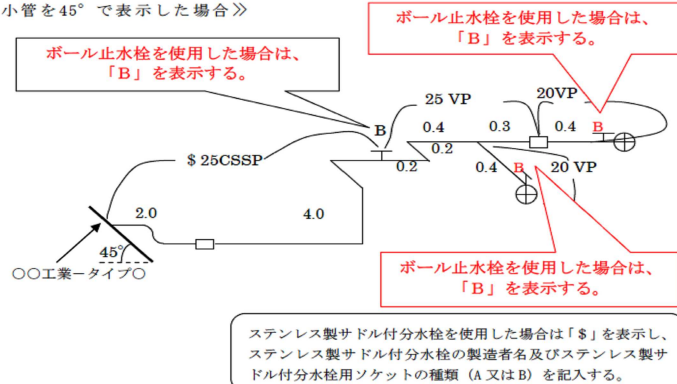 小管を45°で表示した場合≫
ボール止水栓を使用した場合は、
「B」を表示する。
ボール止水栓を使用した場合は、
「B」を表示する。
25 VP
20VP
B
0.4
0.3
0.4
B
0.2
$ 25CSSP
0.2
0.4
B
20 VP
2.0
4.0
45°
○○工業－タイプ○
ボール止水栓を使用した場合は、
「B」を表示する。
ステンレス製サドル付分水栓を使用した場合は「$」を表示し、
ステンレス製サドル付分水栓の製造者名及びステンレス製サ
ドル付分水栓用ソケットの種類（A 又は B）を記入する。